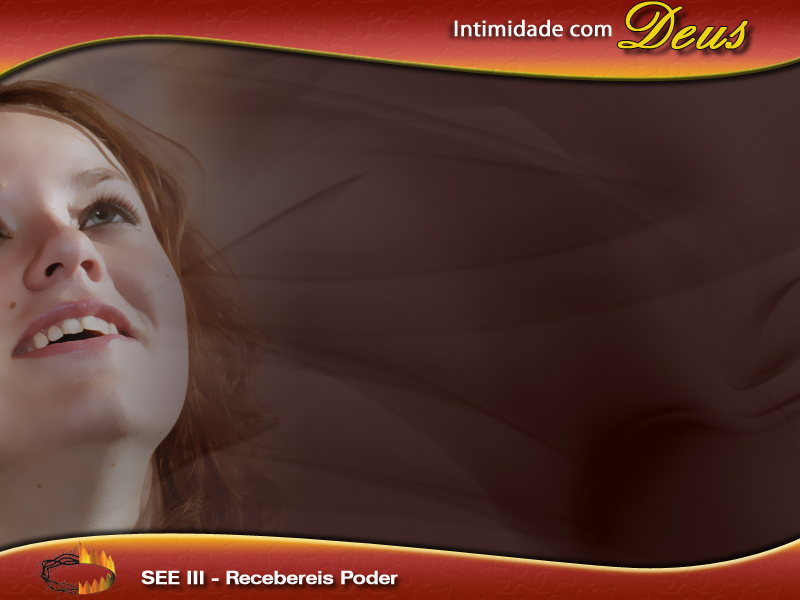 Intimidade com Deus
SEE III - Recebereis Poder